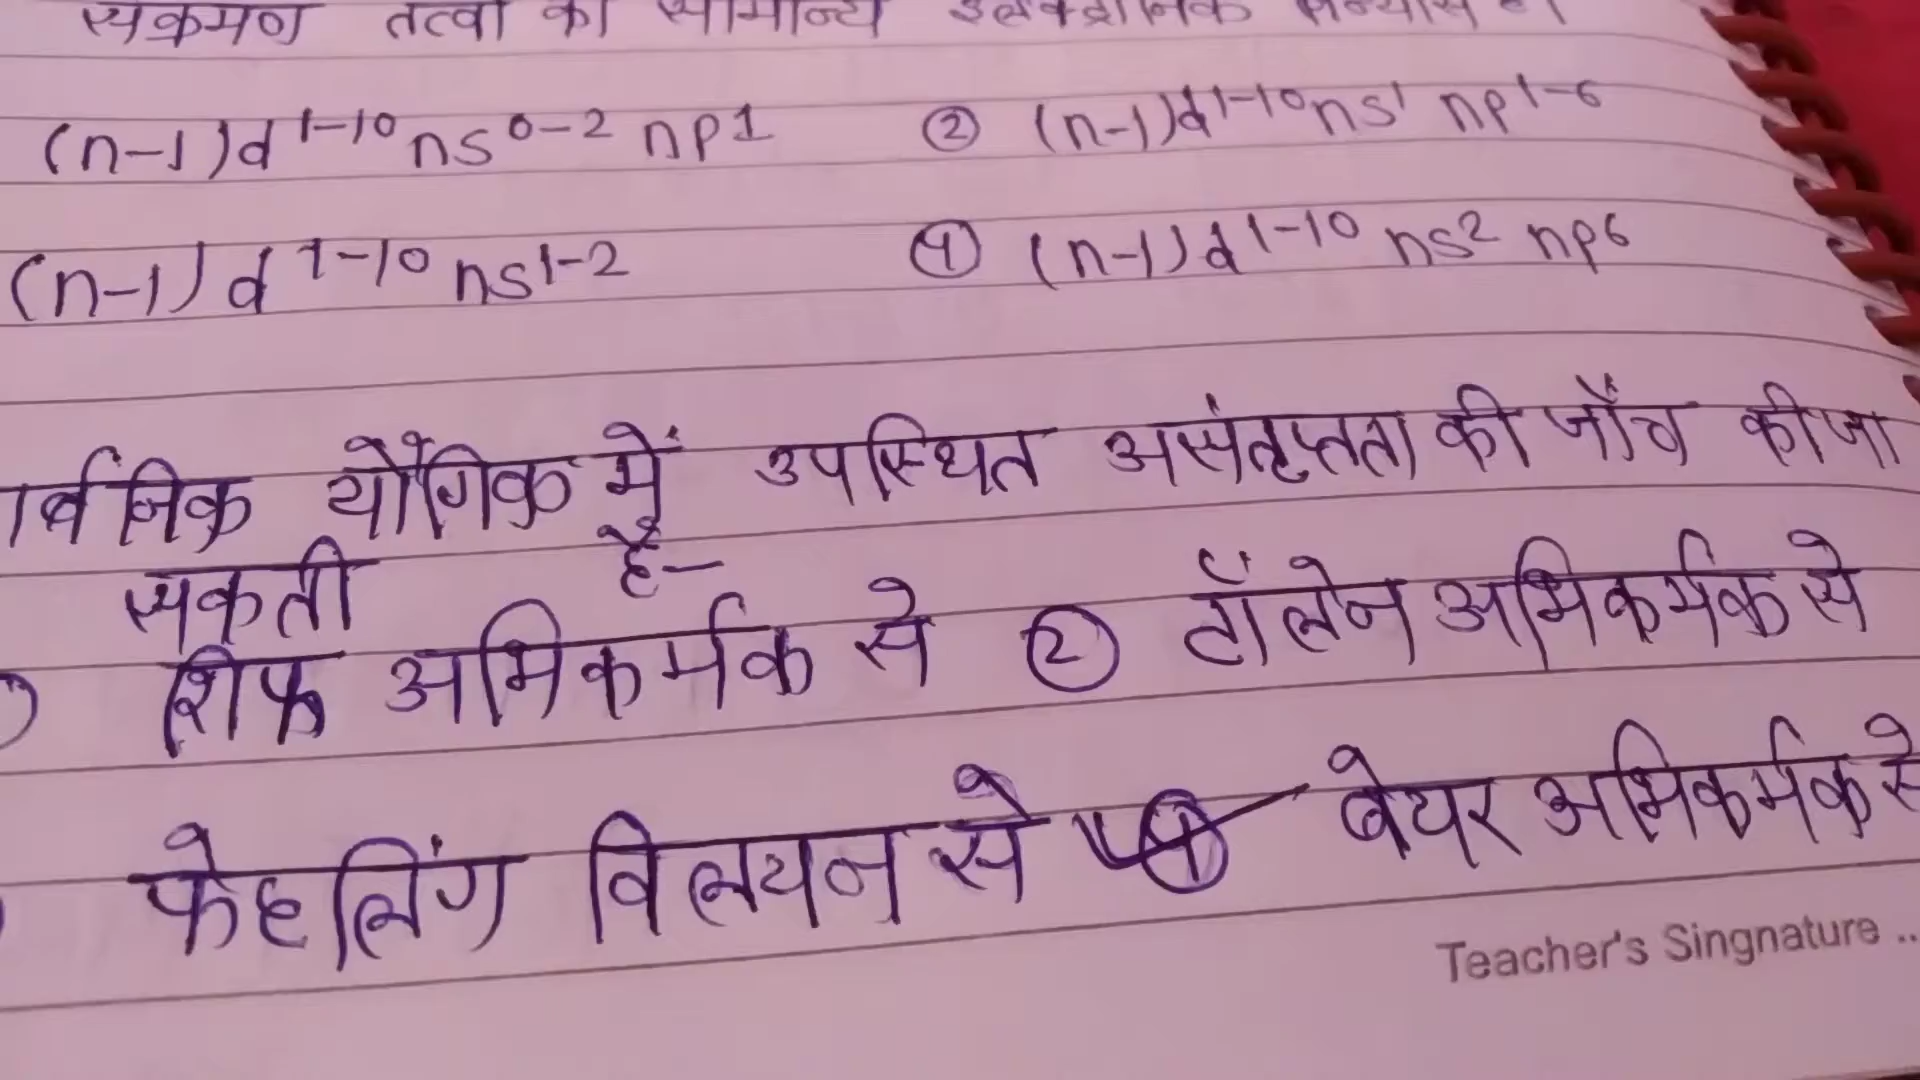 संक्रमण तत्वों का सामान्य इलेक्ट्रॉनिक विन्यास है।
(n-1)d¹⁻¹⁰ ns⁰⁻² np1 ② (n-1)d¹⁻¹⁰ns¹ np¹⁻⁶
(n-1)d¹⁻¹⁰ ns¹⁻² ④ (n-1)d¹⁻¹⁰ ns² np⁶
ार्बनिक यौगिक में उपस्थित असंतृप्तता की जाँच की जा
सकती है-
शिफ अभिकर्मक से ② टॉलेन अभिकर्मक से
फेहलिंग विलयन से ④ बेयर अभिकर्मक से
Teacher's Singnature ..